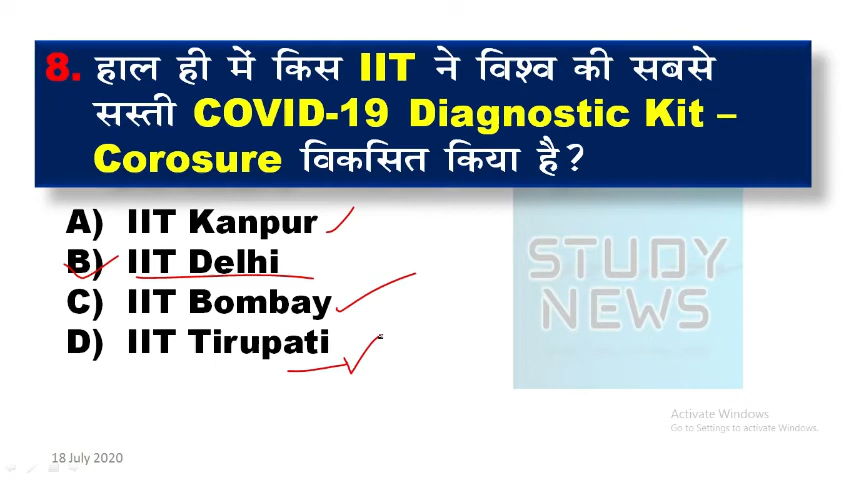 8. हाल ही में किस IIT ने विश्व की सबसे
सस्ती COVID-19 Diagnostic Kit –
Corosure विकसित किया है?
A) IIT Kanpur
B) IIT Delhi
C) IIT Bombay
D) IIT Tirupati
STUDY
NEWS
Activate Windows
Go to Settings to activate Windows.
18 July 2020